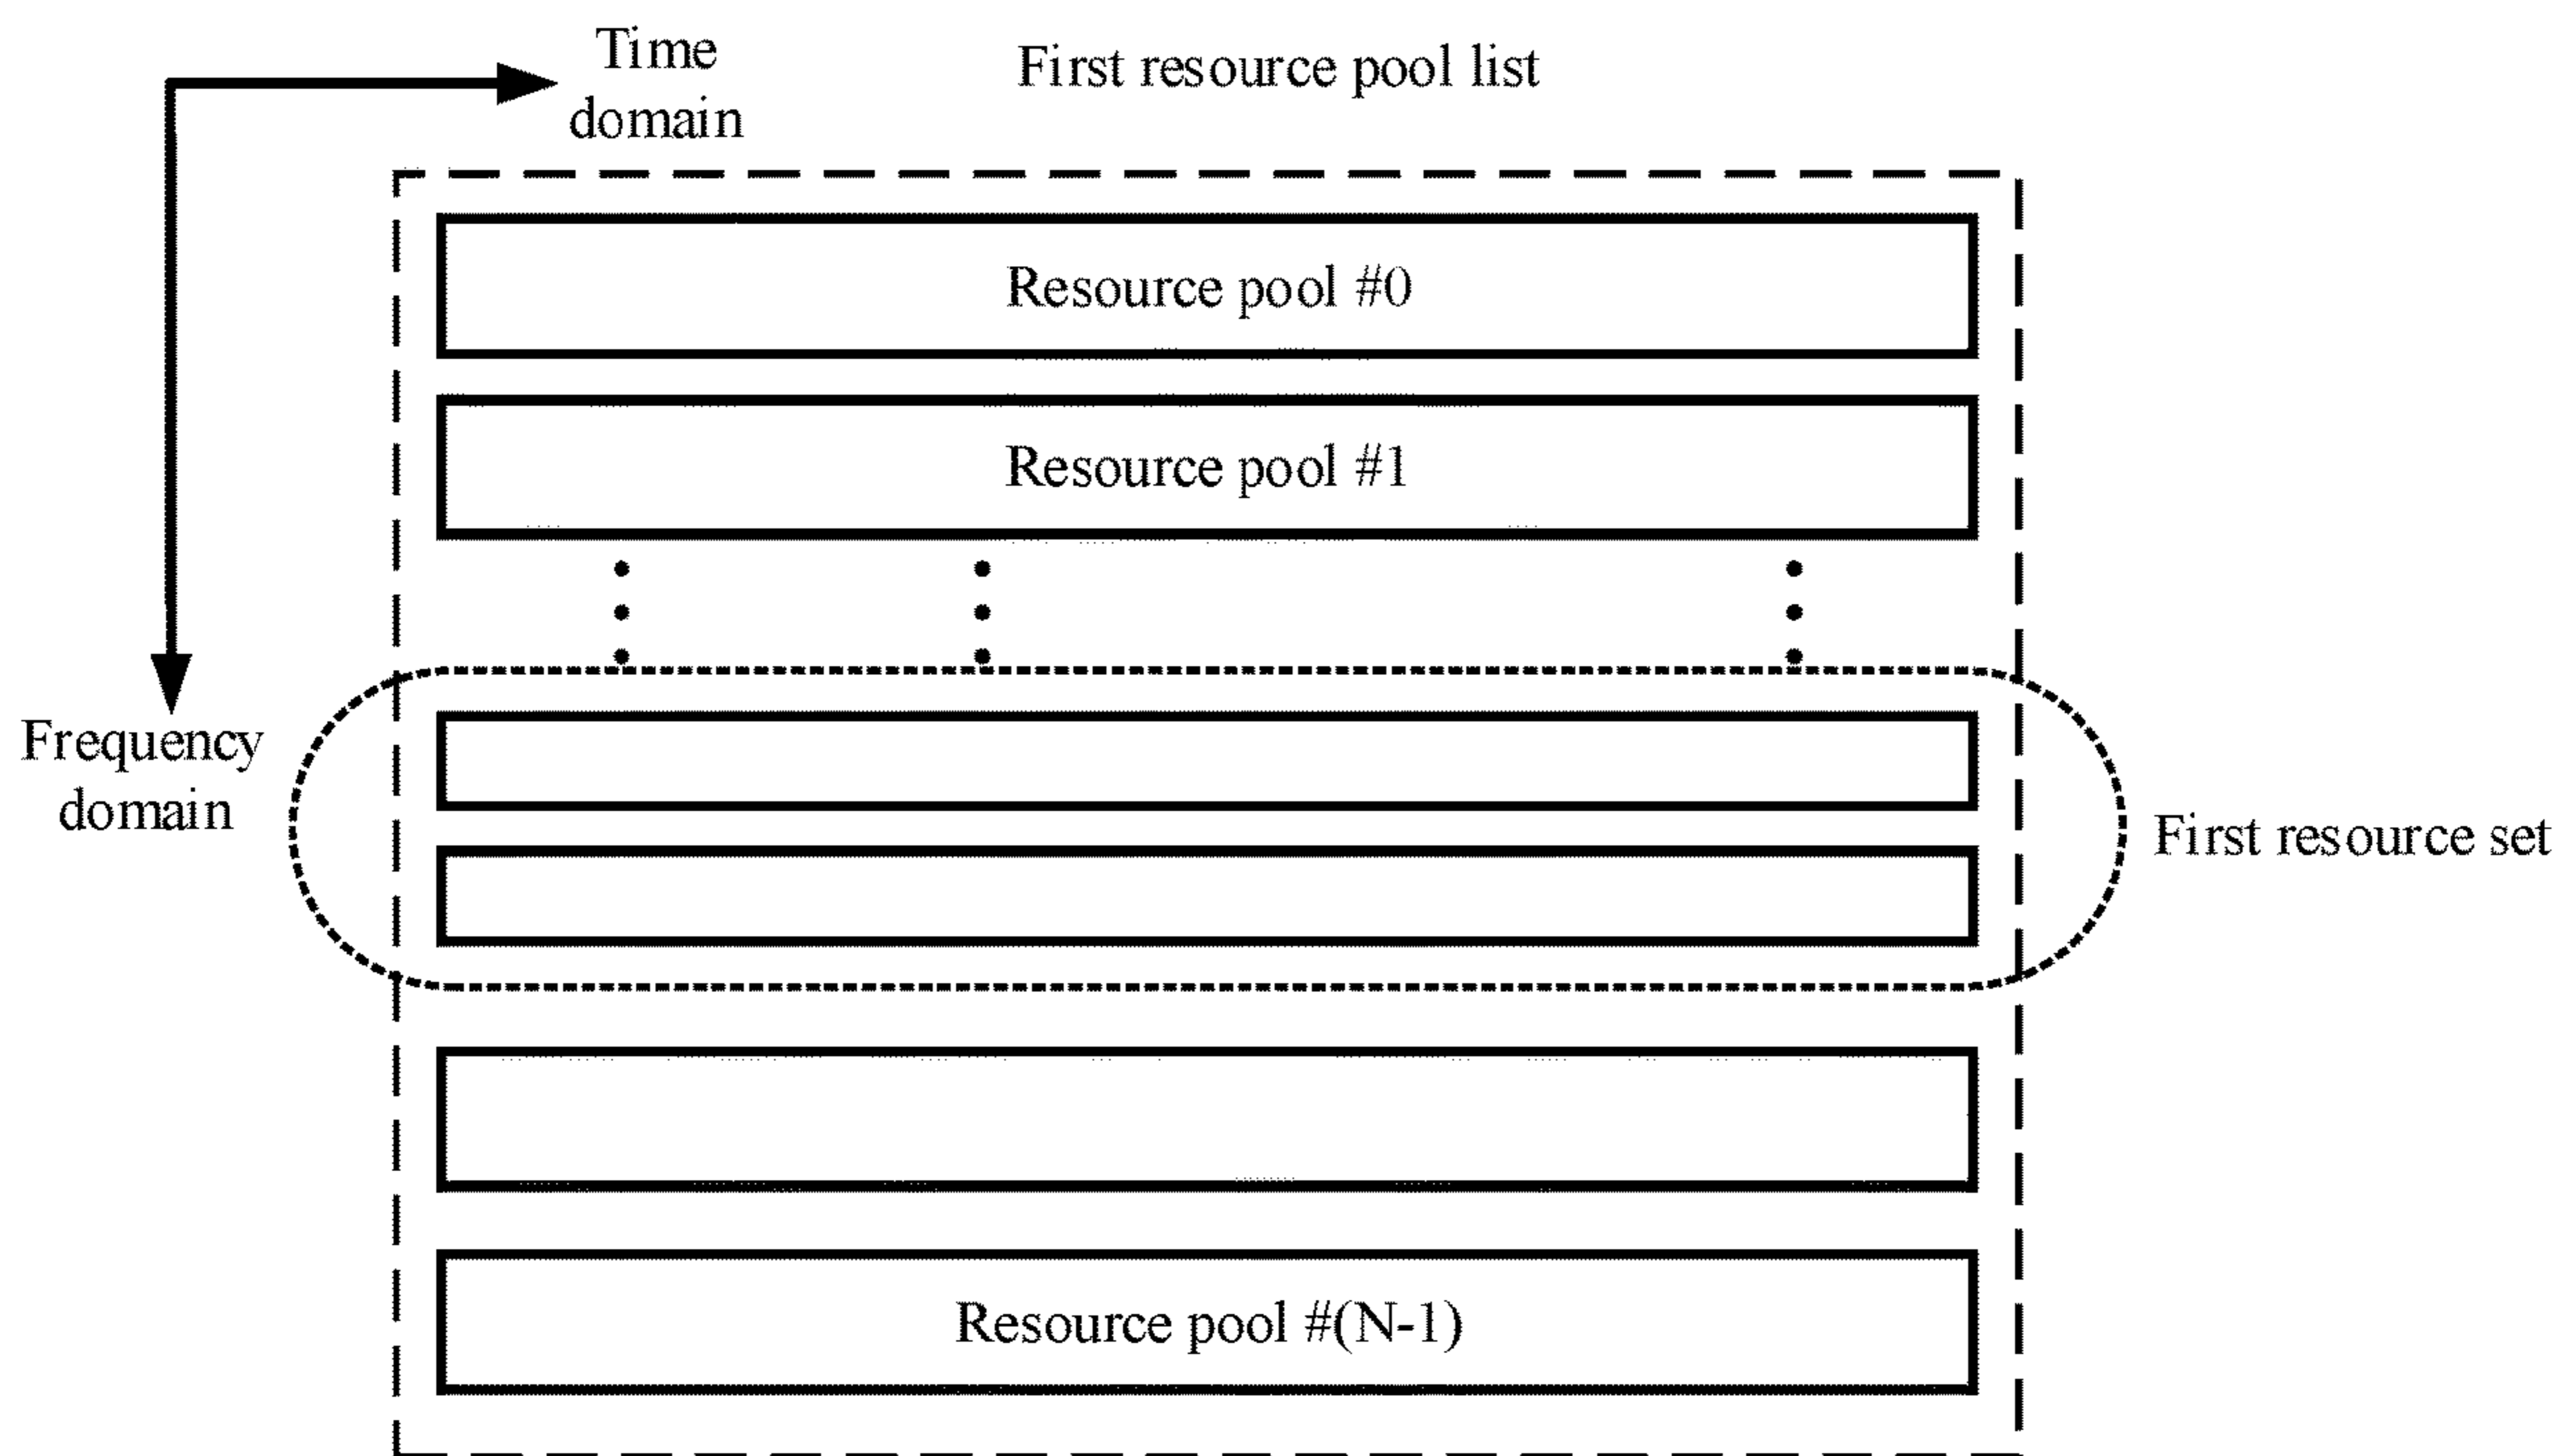 Time
domain
First resource pool list
Resource pool #0
Resource pool #1
Frequency
domain
First resource set
Resource pool #(N-1)